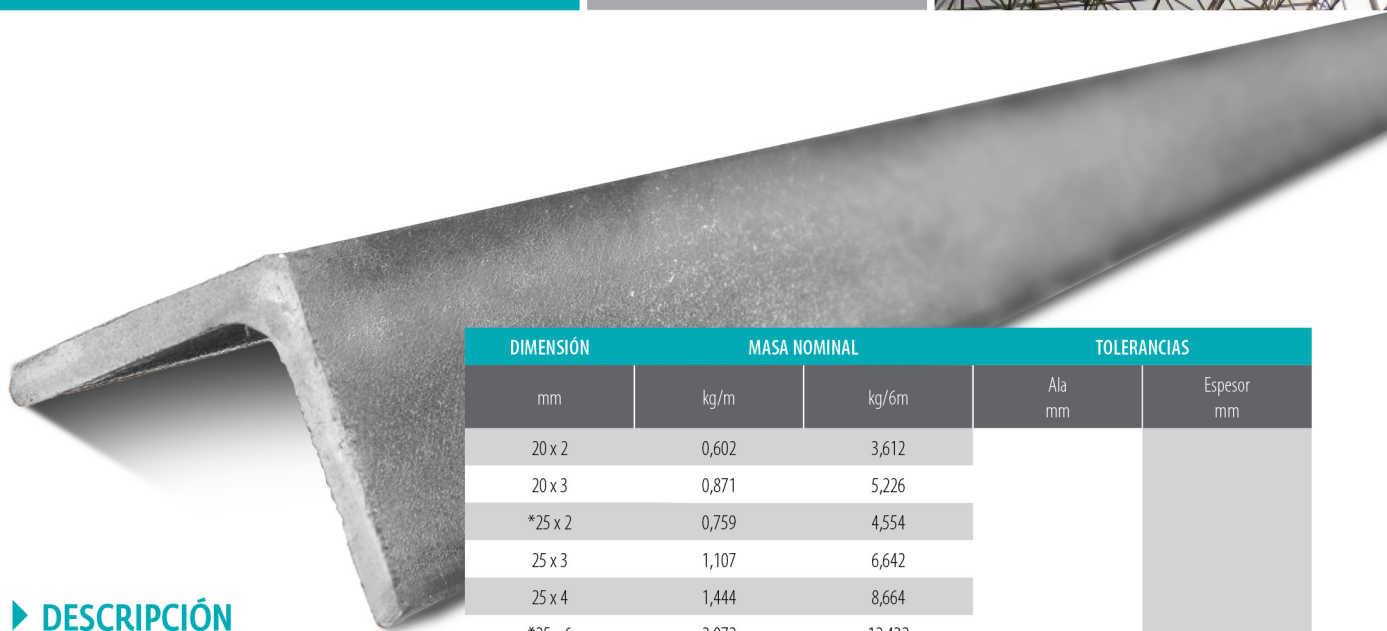 DIMENSIÓN MASA NOMINAL TOLERANCIAS
mm kg/m kg/6m Ala mm Espesor mm
20 x 2 0,602 3,612
20 x 3 0,871 5,226
*25 x 2 0,759 4,554
25 x 3 1,107 6,642
25 x 4 1,444 8,664
DESCRIPCIÓN